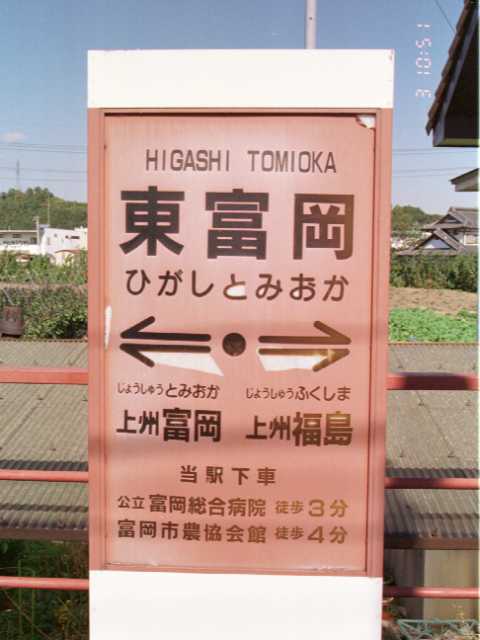 3 10:51
HIGASHI TOMIOKA
東富岡
ひがしとみおか
じょうしゅうとみおか じょうしゅうふくしま
上州富岡 上州福島
当駅下車
公立富岡総合病院 徒歩3分
富岡市農協会館 徒歩4分